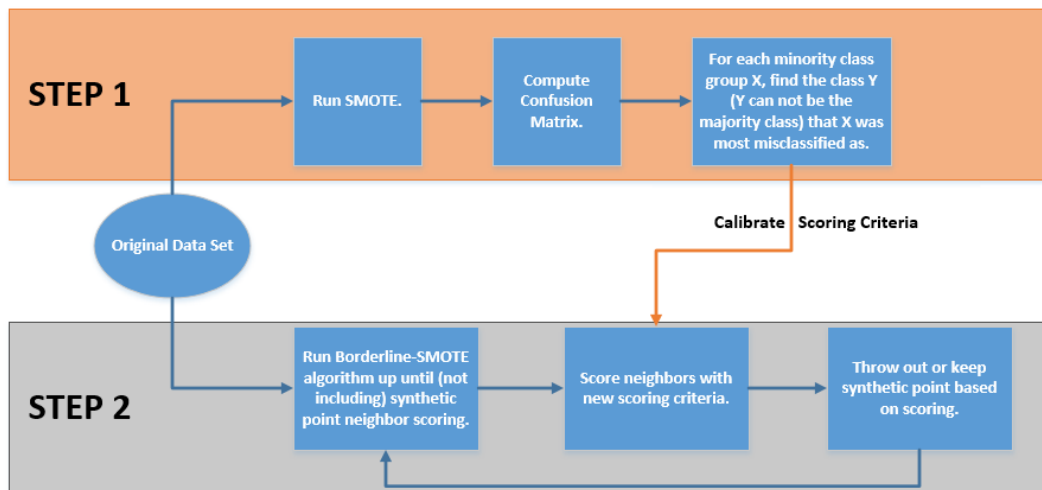 STEP 1
Run SMOTE.
Compute
Confusion
Matrix.
For each minority class
group X, find the class Y
(Y can not be the
majority class) that X was
most misclassified as.
Original Data Set
Calibrate Scoring Criteria
STEP 2
Run Borderline-SMOTE
algorithm up until (not
including) synthetic
point neighbor scoring.
Score neighbors with
new scoring criteria.
Throw out or keep
synthetic point based
on scoring.